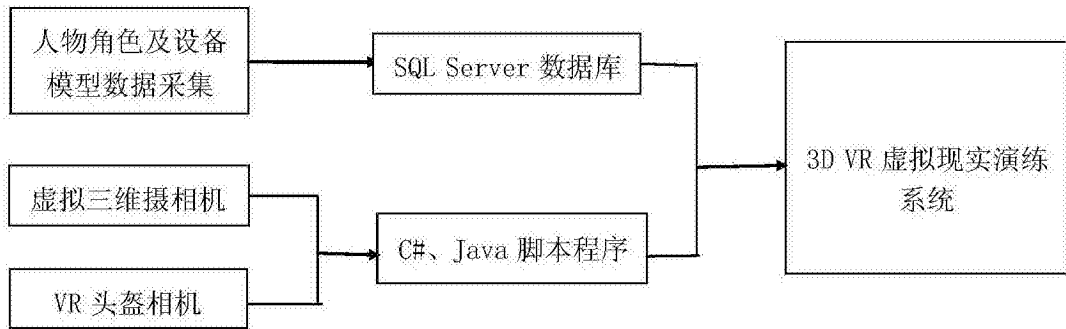 人物角色及设备
模型数据采集
SQL Server 数据库
虚拟三维摄相机
C#、Java 脚本程序
VR 头盔相机
3D VR 虚拟现实演练
系统